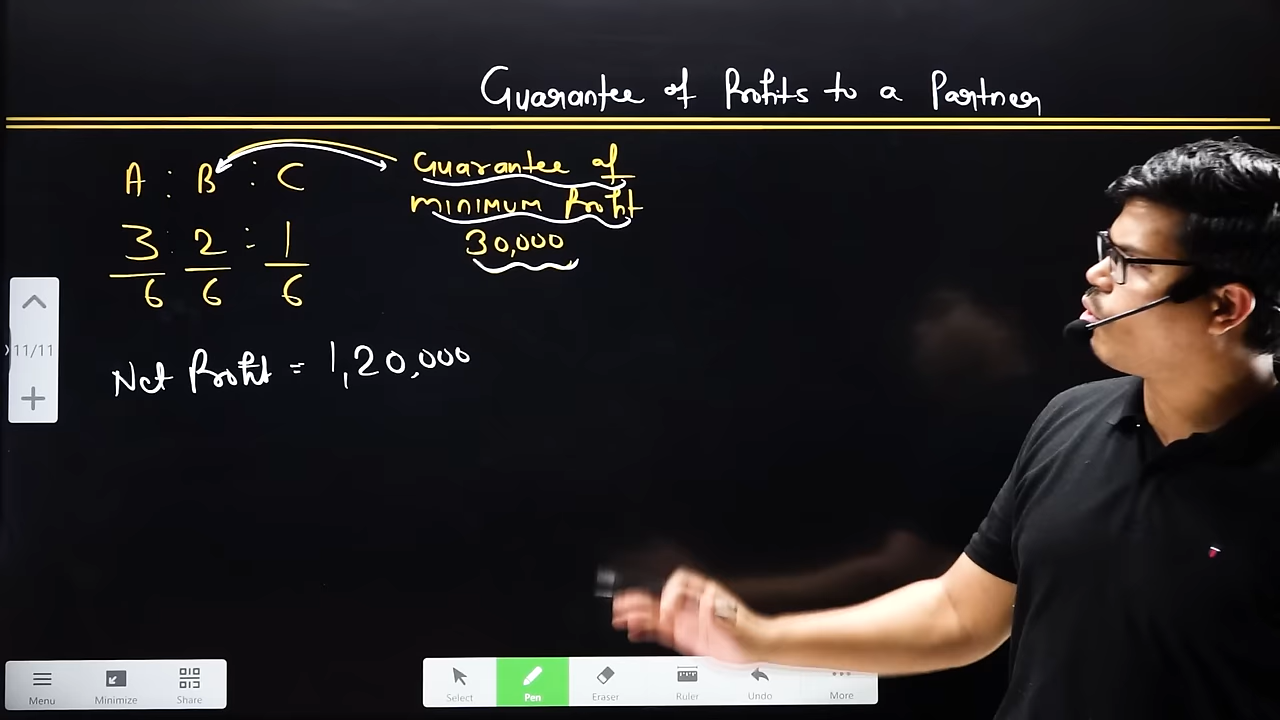 Guarantee of Profits to a Partner
A : B : C
Guarantee of
minimum Profit
30,000
3 : 2 : 1
6 6 6
Net Profit = 1,20,000
11/11
Menu Minimize Share
Select Pen Eraser Ruler Undo More